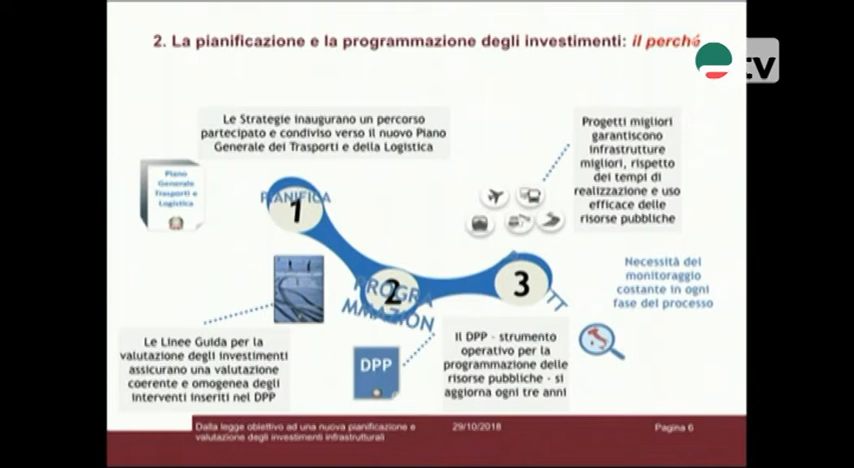 2. La pianificazione e la programmazione degli investimenti: il perché
tv
Le Strategie inaugurano un percorso
partecipato e condiviso verso il nuovo Piano
Generale dei Trasporti e della Logistica
Progetti migliori
garantiscono
infrastrutture
migliori, rispetto
dei tempi di
realizzazione e uso
efficace delle
risorse pubbliche
Piano
Generale
Trasporti e
Logistica
PIANIFICA
1
2
PROGRA
MMAZION
3
TT
Necessità del
monitoraggio
costante in ogni
fase del processo
Le Linee Guida per la
valutazione degli investimenti
assicurano una valutazione
coerente e omogenea degli
interventi inseriti nel DPP
DPP
Il DPP - strumento
operativo per la
programmazione delle
risorse pubbliche - si
aggiorna ogni tre anni
Dalla legge obiettivo ad una nuova pianificazione e
valutazione degli investimenti infrastrutturali
29/10/2018
Pagina 6